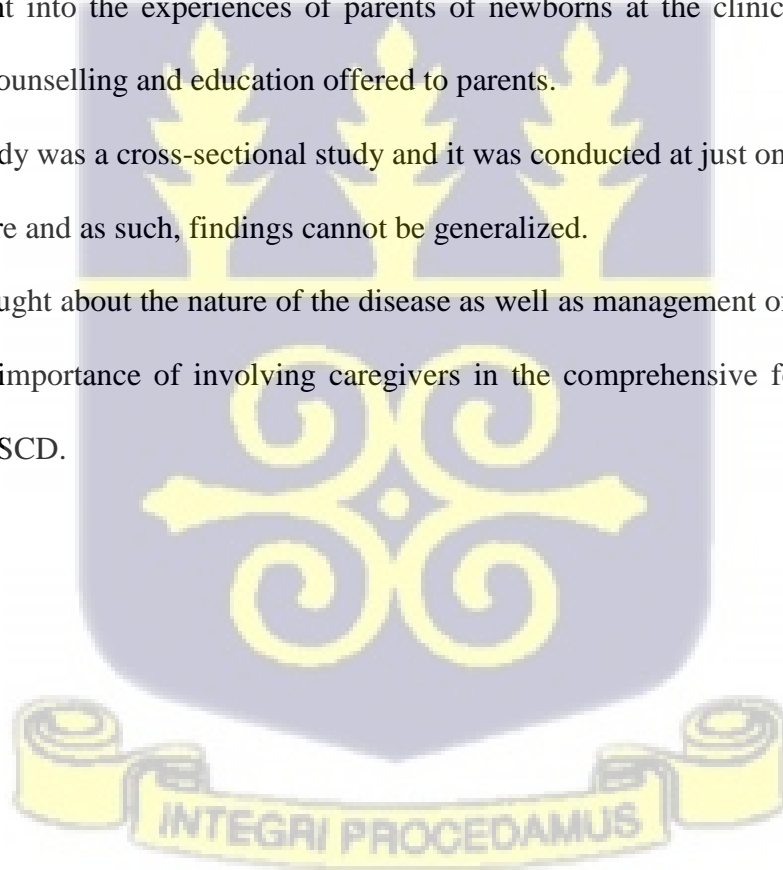 into the experiences of parents of newborns at the clinic
ounselling and education offered to parents.
dy was a cross-sectional study and it was conducted at just on
e and as such, findings cannot be generalized.
ught about the nature of the disease as well as management o
importance of involving caregivers in the comprehensive f
SCD.
INTEGRI PROCEDAMUS